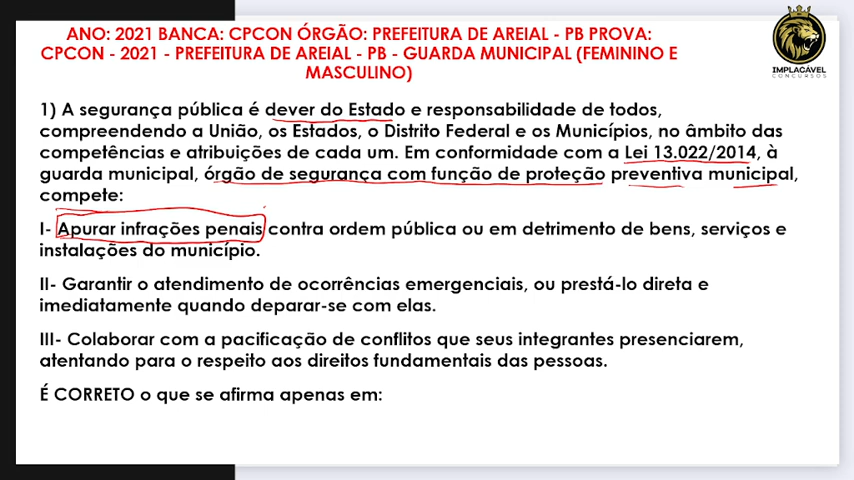 ANO: 2021 BANCA: CPCON ÓRGÃO: PREFEITURA DE AREIAL - PB PROVA:
CPCON - 2021 - PREFEITURA DE AREIAL - PB - GUARDA MUNICIPAL (FEMININO E
MASCULINO)
IMPLACÁVEL
CONCURSOS
1) A segurança pública é dever do Estado e responsabilidade de todos,
compreendendo a União, os Estados, o Distrito Federal e os Municípios, no âmbito das
competências e atribuições de cada um. Em conformidade com a Lei 13.022/2014, à
guarda municipal, órgão de segurança com função de proteção preventiva municipal,
compete:
I- Apurar infrações penais contra ordem pública ou em detrimento de bens, serviços e
instalações do município.
II- Garantir o atendimento de ocorrências emergenciais, ou prestá-lo direta e
imediatamente quando deparar-se com elas.
III- Colaborar com a pacificação de conflitos que seus integrantes presenciarem,
atentando para o respeito aos direitos fundamentais das pessoas.
É CORRETO o que se afirma apenas em: